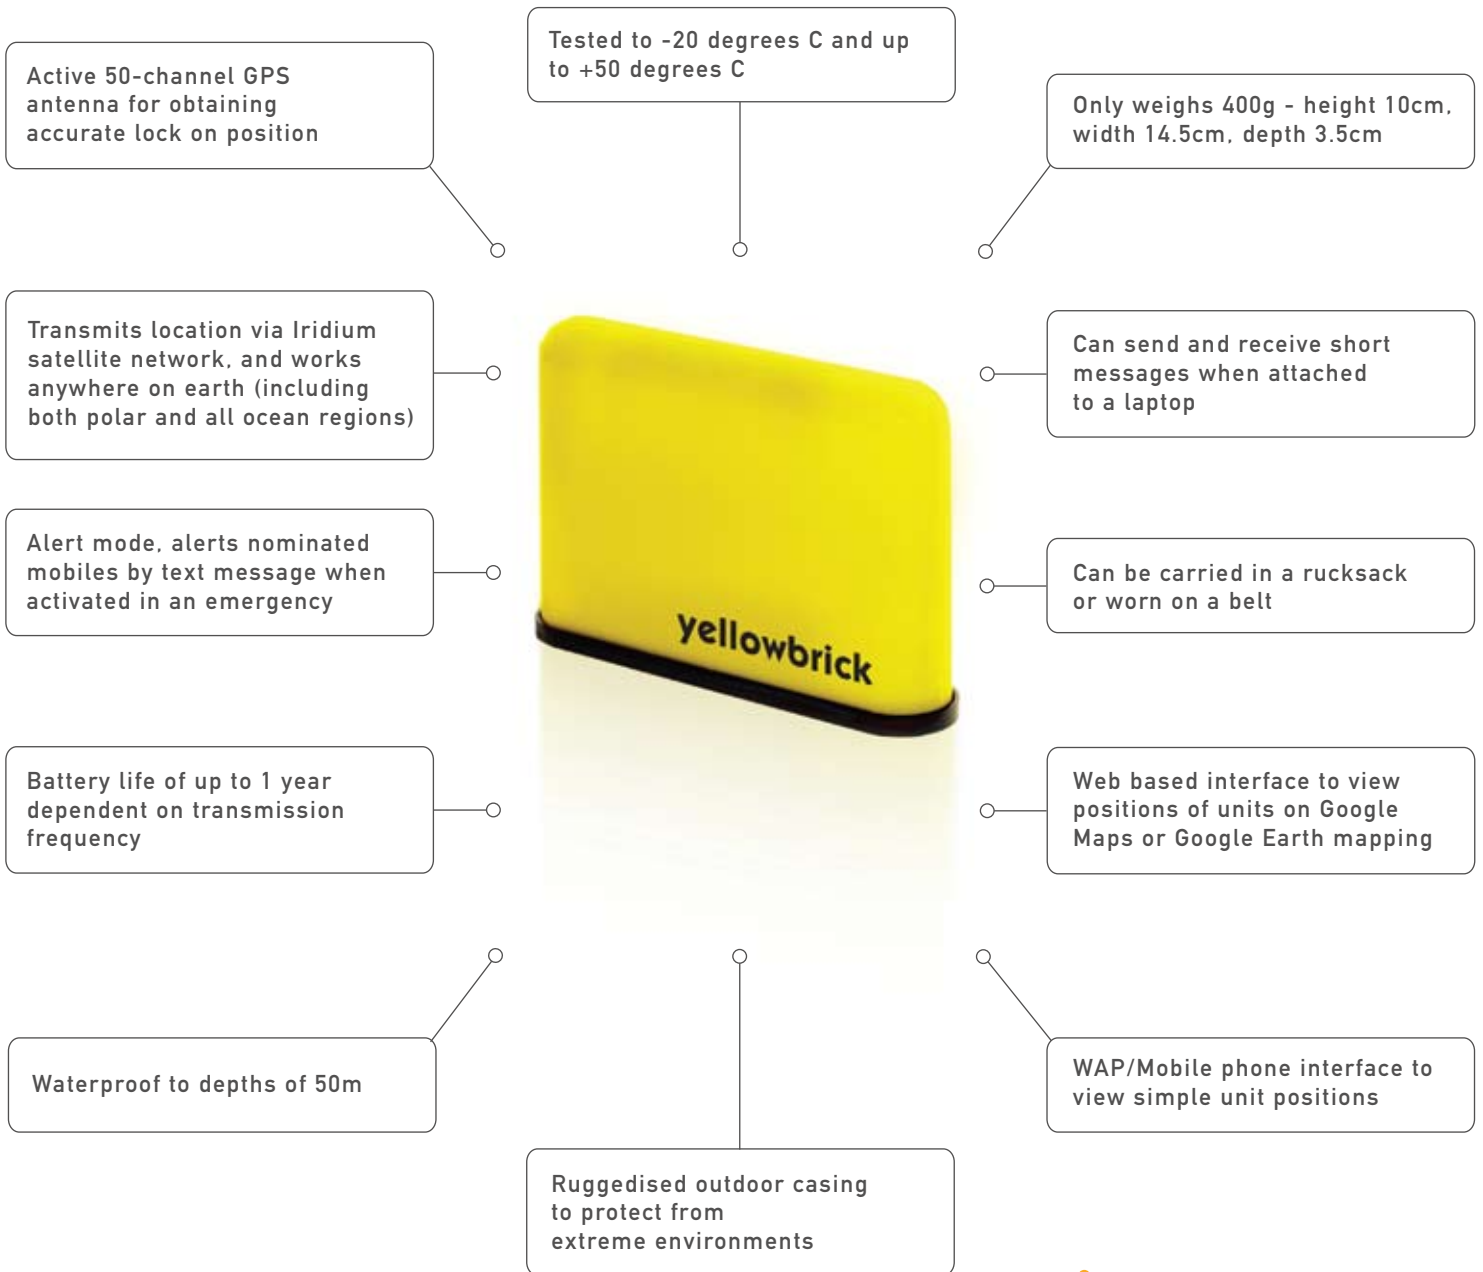 Tested to -20 degrees C and up
to +50 degrees C
Active 50-channel GPS
antenna for obtaining
accurate lock on position
Only weighs 400g - height 10cm,
width 14.5cm, depth 3.5cm
Transmits location via Iridium
satellite network, and works
anywhere on earth (including
both polar and all ocean regions)
Can send and receive short
messages when attached
to a laptop
Alert mode, alerts nominated
mobiles by text message when
activated in an emergency
Can be carried in a rucksack
or worn on a belt
yellowbrick
Battery life of up to 1 year
dependent on transmission
frequency
Web based interface to view
positions of units on Google
Maps or Google Earth mapping
Waterproof to depths of 50m
WAP/Mobile phone interface to
view simple unit positions
Ruggedised outdoor casing
to protect from
extreme environments